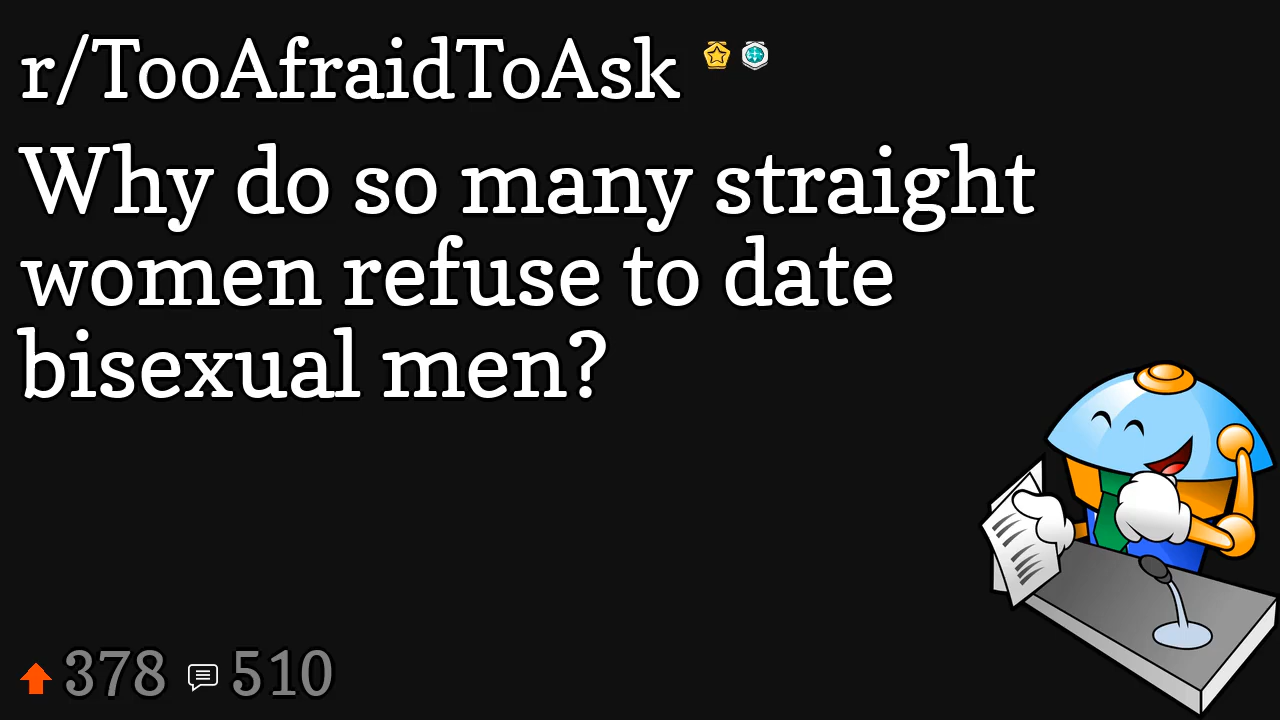 r/TooAfraidToAsk
Why do so many straight
women refuse to date
bisexual men?
378 510